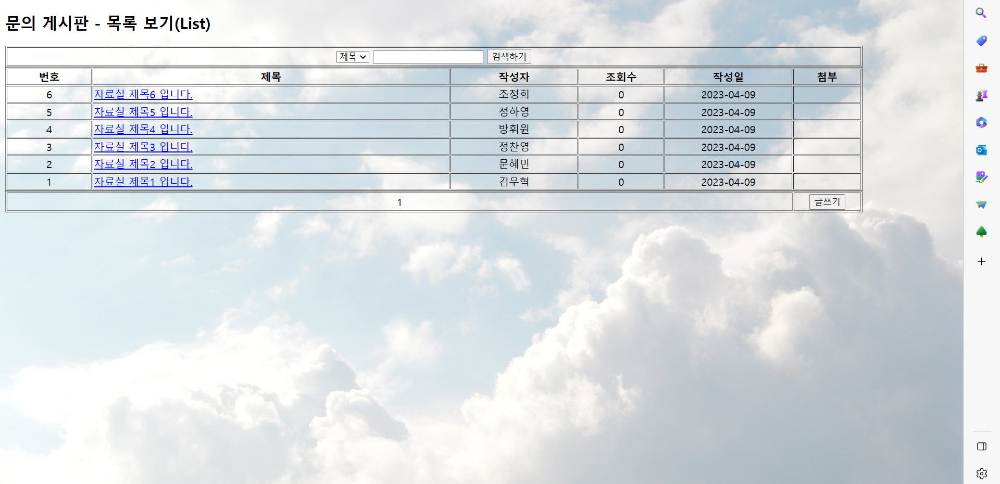 문의 게시판 - 목록 보기(List)
제목 검색하기
번호 제목 작성자 조회수 작성일 첨부
6 자료실 제목6 입니다. 조정희 0 2023-04-09
5 자료실 제목5 입니다. 정하영 0 2023-04-09
4 자료실 제목4 입니다. 방휘원 0 2023-04-09
3 자료실 제목3 입니다. 정찬영 0 2023-04-09
2 자료실 제목2 입니다. 문혜민 0 2023-04-09
1 자료실 제목1 입니다. 김우혁 0 2023-04-09
1 글쓰기